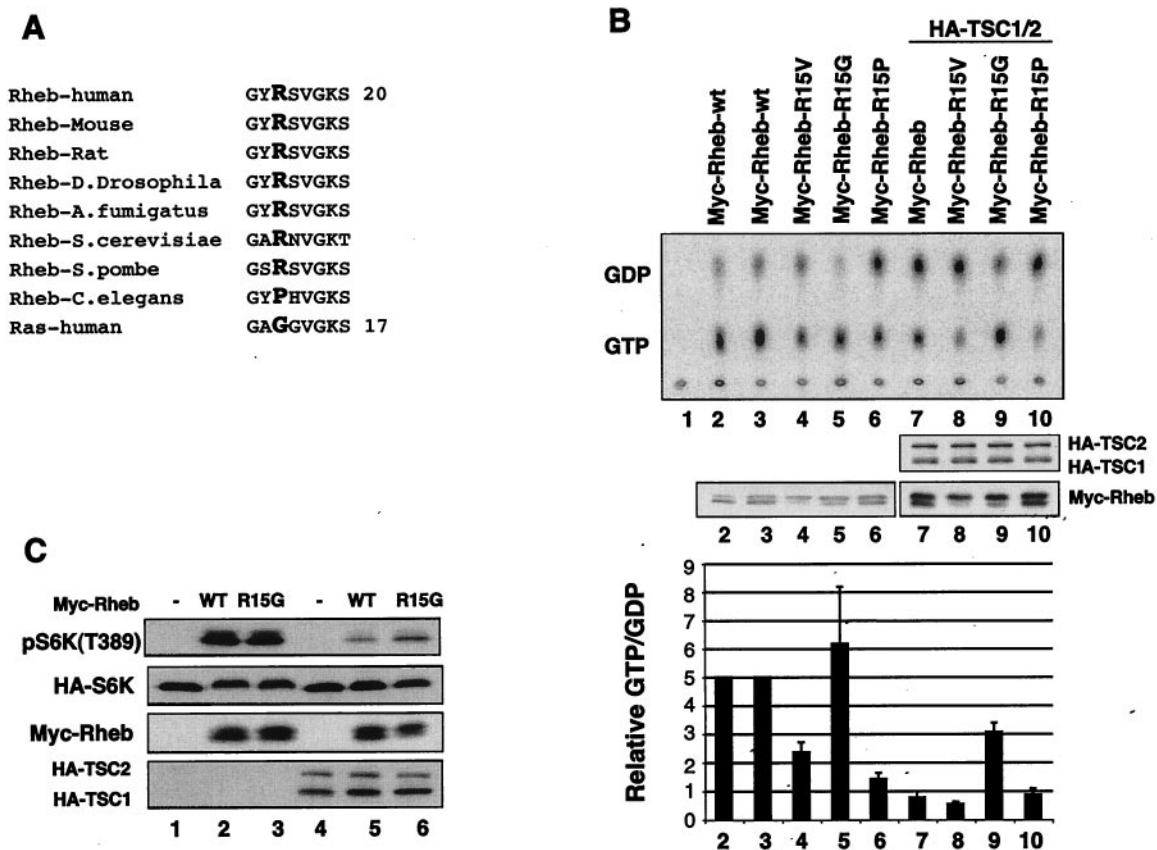 A
Rheb-human GYRSVGKS 20
Rheb-Mouse GYRSVGKS
Rheb-Rat GYRSVGKS
Rheb-D.Drosophila GYRSVGKS
Rheb-A.fumigatus GYRSVGKS
Rheb-S.cerevisiae GARNVGKT
Rheb-S.pombe GSRSVGKS
Rheb-C.elegans GYPHVGKS
Ras-human GAGGVGKS 17
B
HA-TSC1/2
Myc-Rheb-wt
Myc-Rheb-wt
Myc-Rheb-R15V
Myc-Rheb-R15G
Myc-Rheb-R15P
Myc-Rheb
Myc-Rheb-R15V
Myc-Rheb-R15G
Myc-Rheb-R15P
GDP
GTP
1 2 3 4 5 6 7 8 9 10
HA-TSC2
HA-TSC1
Myc-Rheb
2 3 4 5 6 7 8 9 10
Relative GTP/GDP
9
8
7
6
5
4
3
2
1
0
2 3 4 5 6 7 8 9 10
C
Myc-Rheb - WT R15G - WT R15G
pS6K(T389)
HA-S6K
Myc-Rheb
HA-TSC2
HA-TSC1
1 2 3 4 5 6